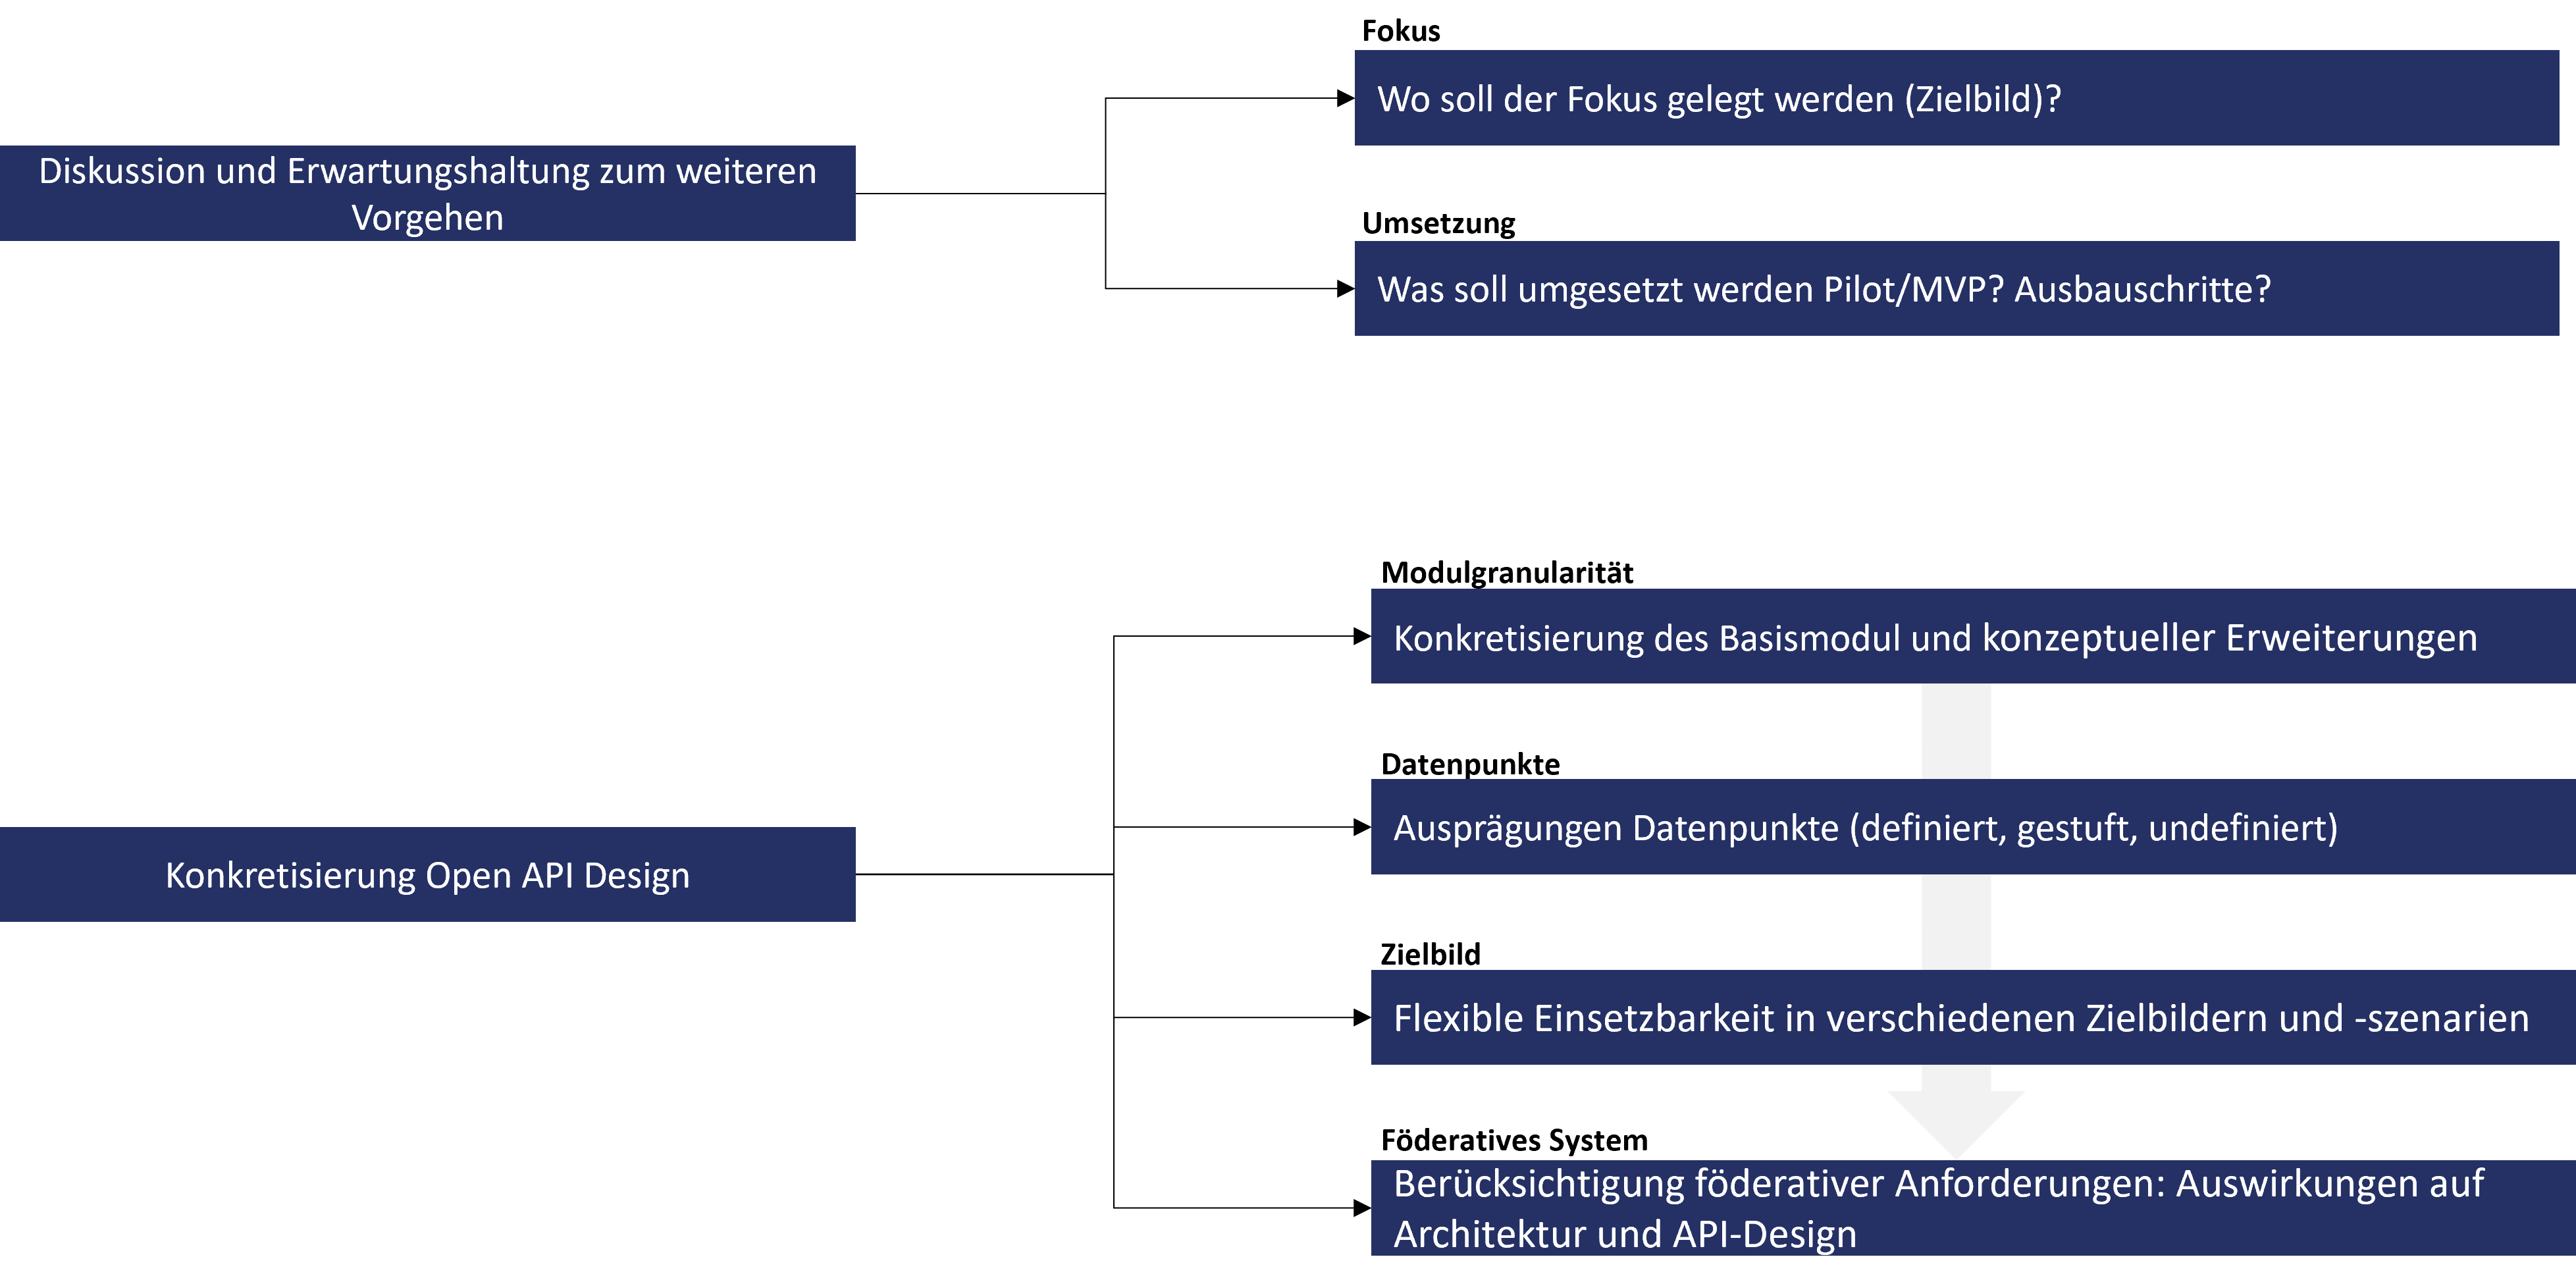 Fokus
Wo soll der Fokus gelegt werden (Zielbild)?
Diskussion und Erwartungshaltung zum weiteren
Vorgehen
Umsetzung
Was soll umgesetzt werden Pilot/MVP? Ausbauschritte?
Modulgranularität
Konkretisierung des Basismodul und konzeptueller Erweiterungen
Datenpunkte
Ausprägungen Datenpunkte (definiert, gestuft, undefiniert)
Konkretisierung Open API Design
Zielbild
Flexible Einsetzbarkeit in verschiedenen Zielbildern und -szenarien
Föderatives System
Berücksichtigung föderativer Anforderungen: Auswirkungen auf
Architektur und API-Design